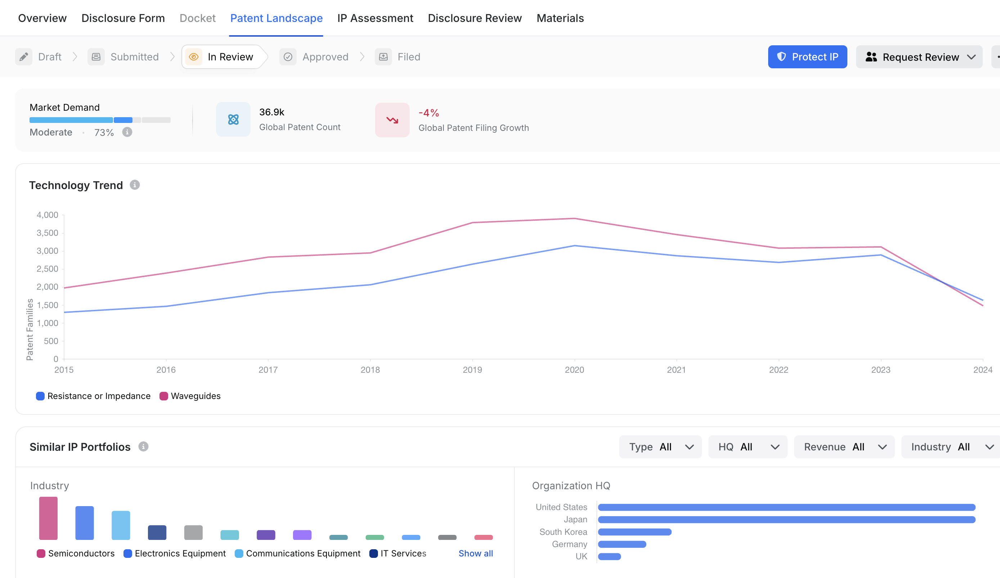 Overview Disclosure Form Docket Patent Landscape IP Assessment Disclosure Review Materials
Draft Submitted In Review Approved Filed Protect IP Request Review
Market Demand
Moderate · 73%
36.9k
Global Patent Count
-4%
Global Patent Filing Growth
Technology Trend
Patent Families
4,000
3,500
3,000
2,500
2,000
1,500
1,000
500
0
2015 2016 2017 2018 2019 2020 2021 2022 2023 2024
Resistance or Impedance Waveguides
Similar IP Portfolios Type All HQ All Revenue All Industry All
Industry
Semiconductors Electronics Equipment Communications Equipment IT Services Show all
Organization HQ
United States
Japan
South Korea
Germany
UK